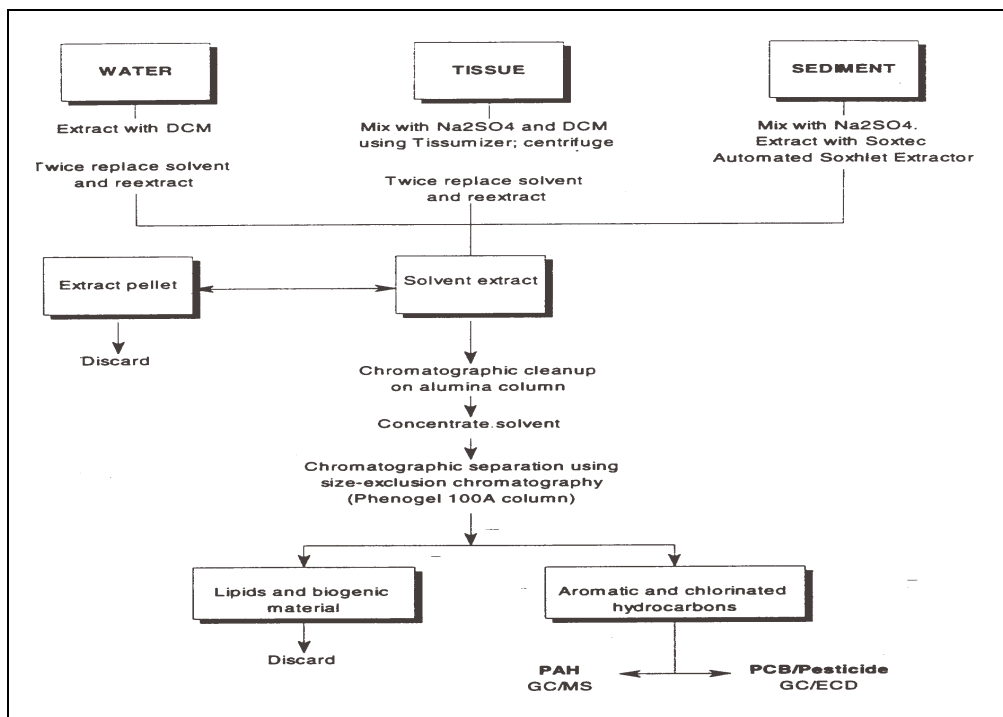 WATER
TISSUE
SEDIMENT
Extract with DCM
Twice replace solvent
and reextract
Mix with Na2SO4 and DCM
using Tissumizer; centrifuge
Twice replace solvent
and reextract
Mix with Na2SO4.
Extract with Soxtec
Automated Soxhlet Extractor
Extract pellet
Solvent extract
Discard
Chromatographic cleanup
on alumina column
Concentrate solvent
Chromatographic separation using
size-exclusion chromatography
(Phenogel 100A column)
Lipids and biogenic
material
Aromatic and chlorinated
hydrocarbons
Discard
PAH
GC/MS
PCB/Pesticide
GC/ECD